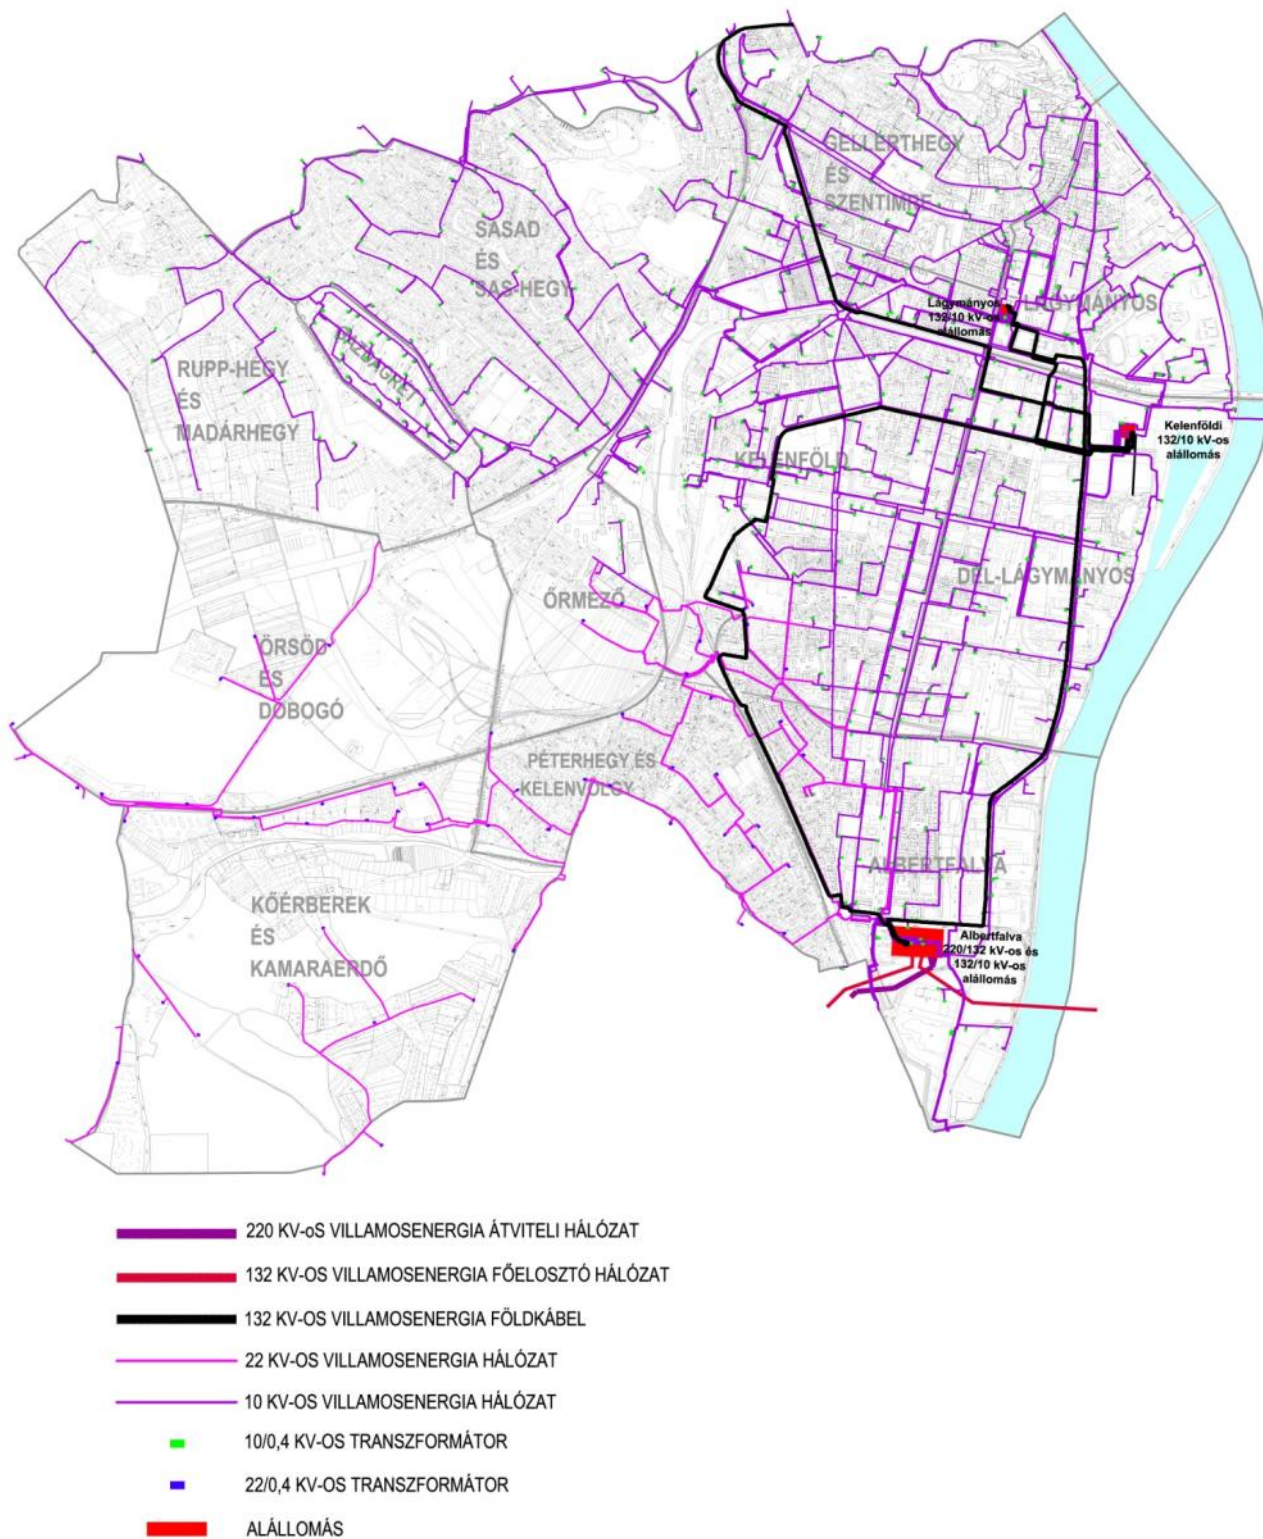 GELLÉRTHEGY
ÉS
SZENTIMRE
SASAD
ÉS
SAS-HEGY
LÁGYMÁNYOS
Lágymányos
132/10 kV-os
alállomás
GAZDAGRÉT
RUPP-HEGY
ÉS
MADÁRHEGY
Kelenföldi
132/10 kV-os
alállomás
KELENFÖLD
DÉL-LÁGYMÁNYOS
ŐRMEZŐ
ÖRSÖD
ÉS
DOBOGÓ
PÉTERHEGY ÉS
KELENVÖLGY
ALBERTFALVA
KŐÉRBEREK
ÉS
KAMARAERDŐ
Albertfalva
220/132 kV-os és
132/10 kV-os
alállomás
220 KV-oS VILLAMOSENERGIA ÁTVITELI HÁLÓZAT
132 KV-OS VILLAMOSENERGIA FŐELOSZTÓ HÁLÓZAT
132 KV-OS VILLAMOSENERGIA FÖLDKÁBEL
22 KV-OS VILLAMOSENERGIA HÁLÓZAT
10 KV-OS VILLAMOSENERGIA HÁLÓZAT
10/0,4 KV-OS TRANSZFORMÁTOR
22/0,4 KV-OS TRANSZFORMÁTOR
ALÁLLOMÁS